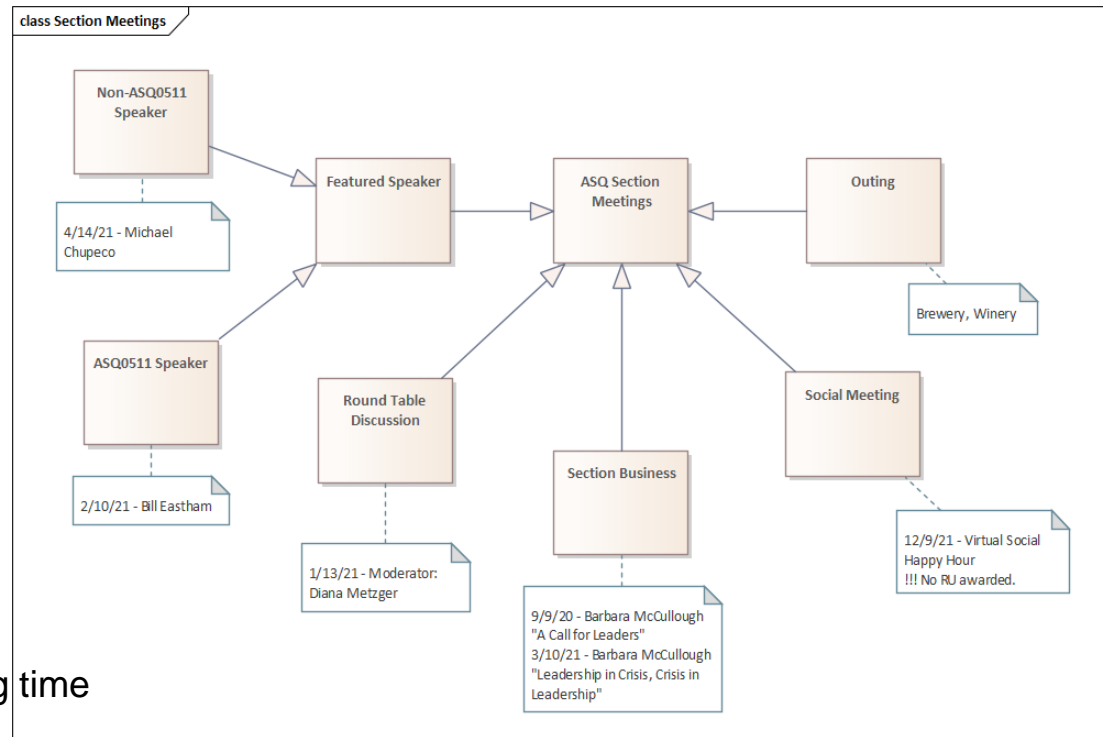 class Section Meetings
Non-ASQ0511
Speaker
4/14/21 - Michael
Chupeco
Featured Speaker
ASQ Section
Meetings
Outing
Brewery, Winery
ASQ0511 Speaker
2/10/21 - Bill Eastham
Round Table
Discussion
1/13/21 - Moderator:
Diana Metzger
Section Business
9/9/20 - Barbara McCullough
"A Call for Leaders"
3/10/21 - Barbara McCullough
"Leadership in Crisis, Crisis in
Leadership"
Social Meeting
12/9/21 - Virtual Social
Happy Hour
!!! No RU awarded.
g time